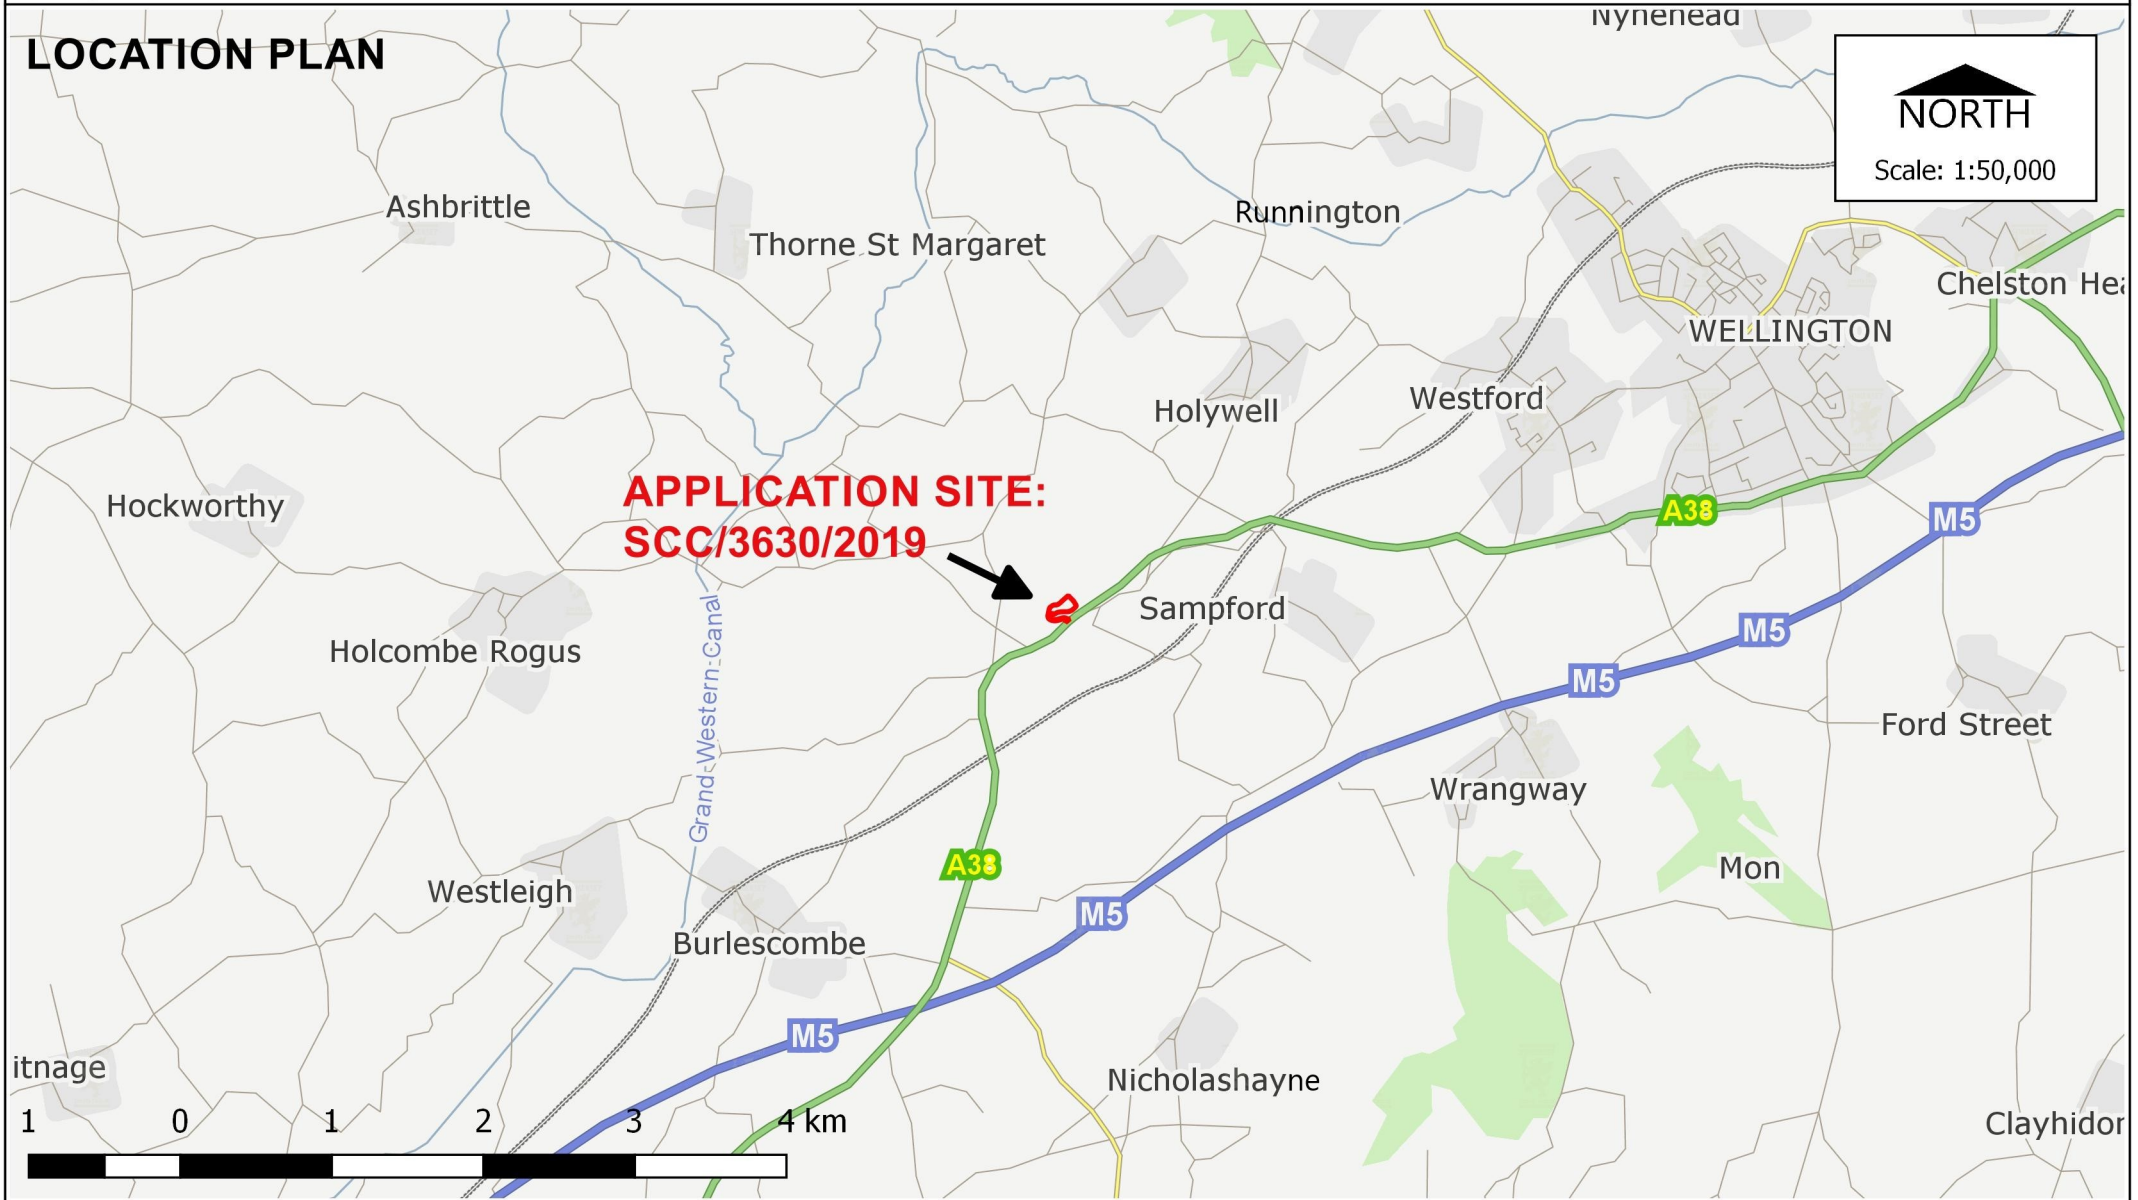 Nynehead
LOCATION PLAN
NORTH
Scale: 1:50,000
Ashbrittle
Runnington
Thorne St Margaret
Chelston Hea
WELLINGTON
Westford
Holywell
APPLICATION SITE:
SCC/3630/2019
Hockworthy
A38
M5
Sampford
M5
Holcombe Rogus
M5
Grand Western Canal
Ford Street
Wrangway
A38
Mon
Westleigh
M5
Burlescombe
M5
itnage
Nicholashayne
1 0 1 2 3 4 km
Clayhidon